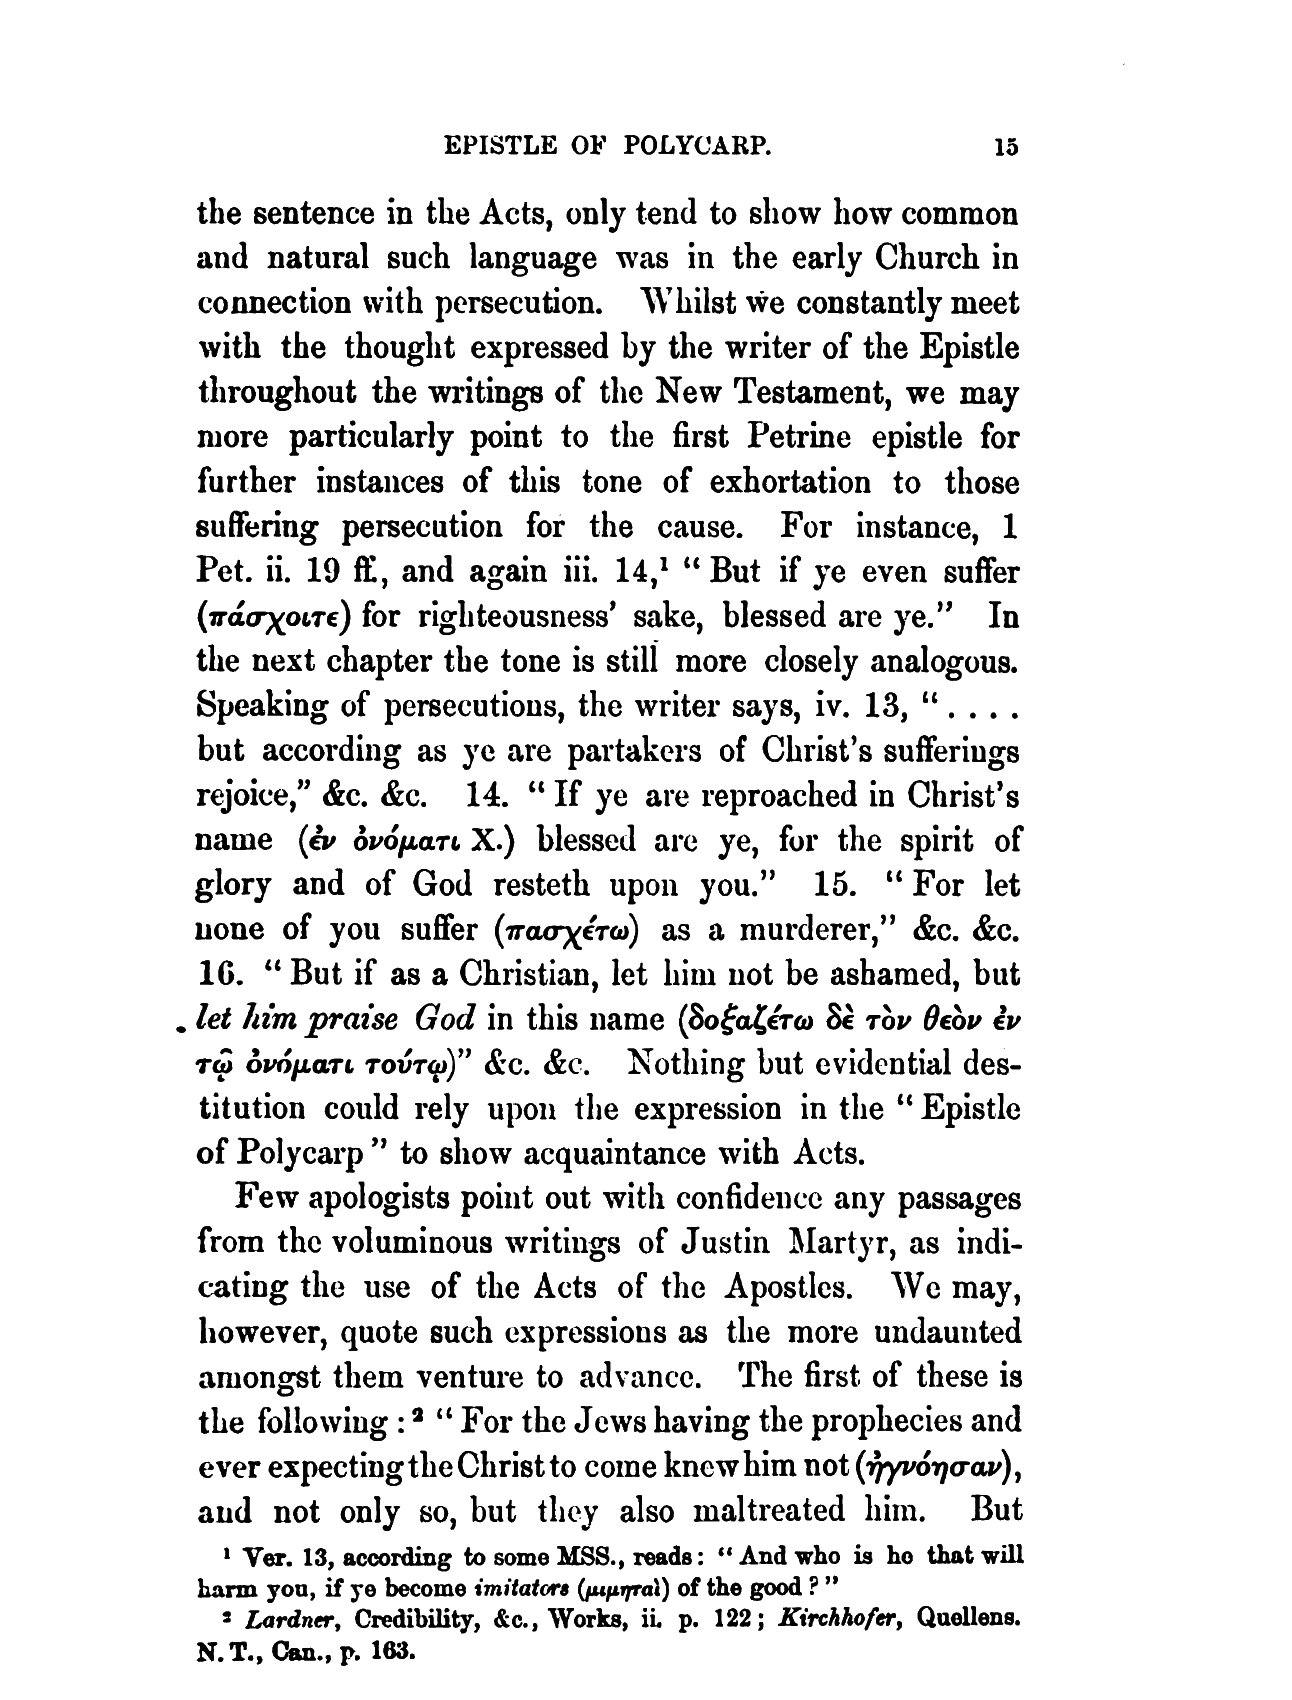 EPISTLE OF POLYCARP. 15
the sentence in the Acts, only tend to show how common
and natural such language was in the early Church in
connection with persecution. Whilst we constantly meet
with the thought expressed by the writer of the Epistle
throughout the writings of the New Testament, we may
more particularly point to the first Petrine epistle for
further instances of this tone of exhortation to those
suffering persecution for the cause. For instance, 1
Pet. ii. 19 ff., and again iii. 14,¹ “ But if ye even suffer
(πάσχοιτε) for righteousness’ sake, blessed are ye.” In
the next chapter the tone is still more closely analogous.
Speaking of persecutions, the writer says, iv. 13, “ . . . .
but according as ye are partakers of Christ’s sufferings
rejoice,” &c. &c. 14. “ If ye are reproached in Christ’s
name (ἐν ὀνόματι Χ.) blessed are ye, for the spirit of
glory and of God resteth upon you.” 15. “ For let
none of you suffer (πασχέτω) as a murderer,” &c. &c.
16. “ But if as a Christian, let him not be ashamed, but
let him praise God in this name (δοξαζέτω δὲ τὸν θεὸν ἐν
τῷ ὀνόματι τούτῳ)” &c. &c. Nothing but evidential des-
titution could rely upon the expression in the “ Epistle
of Polycarp ” to show acquaintance with Acts.
Few apologists point out with confidence any passages
from the voluminous writings of Justin Martyr, as indi-
cating the use of the Acts of the Apostles. We may,
however, quote such expressions as the more undaunted
amongst them venture to advance. The first of these is
the following : ² “ For the Jews having the prophecies and
ever expecting the Christ to come knew him not (ἠγνόησαν),
and not only so, but they also maltreated him. But
¹ Ver. 13, according to some MSS., reads : “ And who is he that will
harm you, if ye become imitators (μιμηταὶ) of the good ? ”
² Lardner, Credibility, &c., Works, ii. p. 122 ; Kirchhofer, Quellens.
N. T., Can., p. 163.